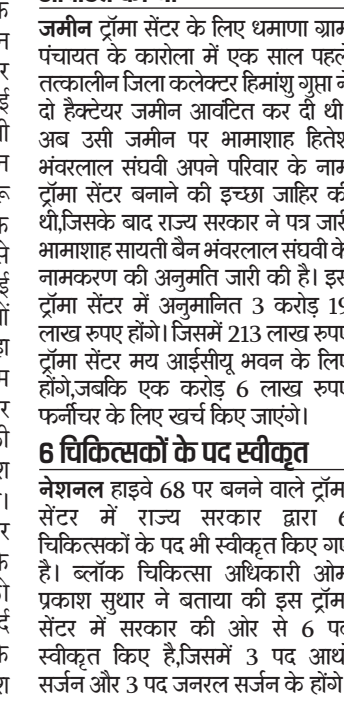 जमीन ट्रॉमा सेंटर के लिए धमाणा ग्राम
पंचायत के कारोला में एक साल पहले
तत्कालीन जिला कलेक्टर हिमांशु गुप्ता ने
दो हैक्टेयर जमीन आवंटित कर दी थी
अब उसी जमीन पर भामाशाह हितेश
भंवरलाल संघवी अपने परिवार के नाम
ट्रॉमा सेंटर बनाने की इच्छा जाहिर की
थी,जिसके बाद राज्य सरकार ने पत्र जारी
भामाशाह सायती बैन भंवरलाल संघवी के
नामकरण की अनुमति जारी की है। इस
ट्रॉमा सेंटर में अनुमानित 3 करोड़ 19
लाख रुपए होंगे। जिसमें 213 लाख रुपए
ट्रॉमा सेंटर मय आईसीयू भवन के लिए
होंगे,जबकि एक करोड़ 6 लाख रुपए
फर्नीचर के लिए खर्च किए जाएंगे।
6 चिकित्सकों के पद स्वीकृत
नेशनल हाइवे 68 पर बनने वाले ट्रॉमा
सेंटर में राज्य सरकार द्वारा 6
चिकित्सकों के पद भी स्वीकृत किए गए
है। ब्लॉक चिकित्सा अधिकारी ओम
प्रकाश सुथार ने बताया की इस ट्रॉमा
सेंटर में सरकार की ओर से 6 पद
स्वीकृत किए है,जिसमें 3 पद आर्थो
सर्जन और 3 पद जनरल सर्जन के होंगे